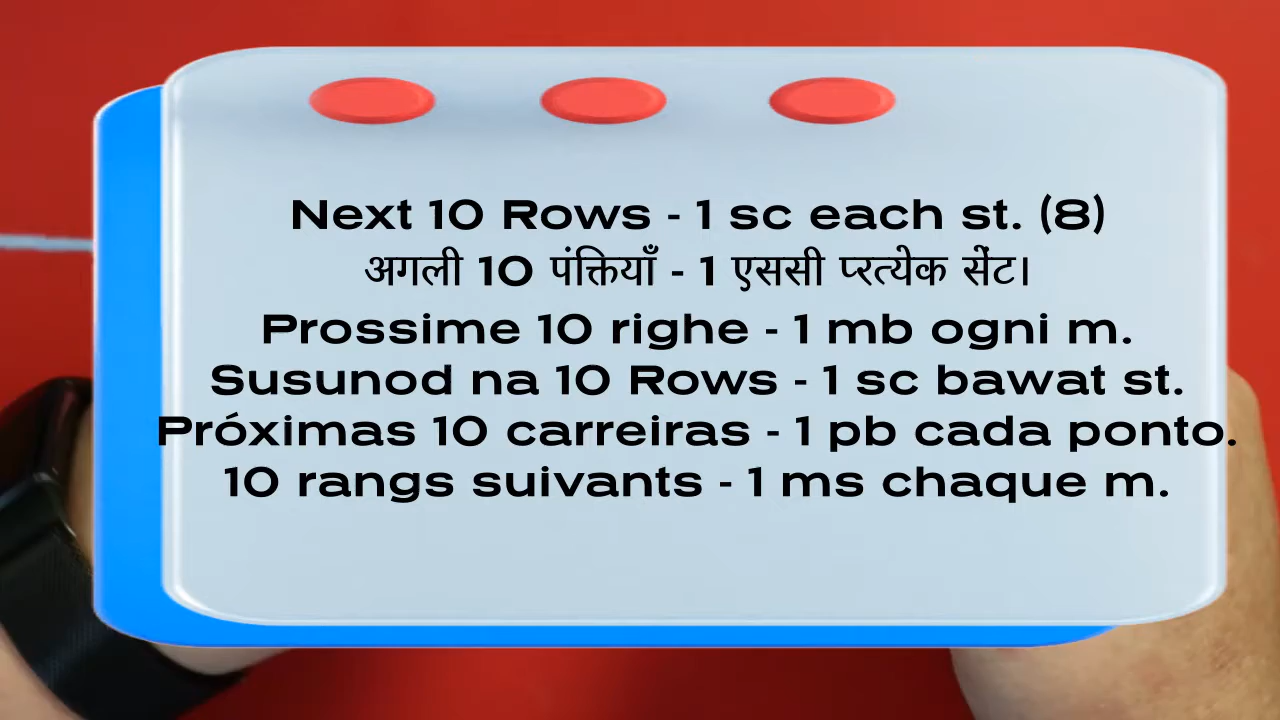 Next 10 Rows - 1 sc each st. (8)
अगली 10 पंक्तियाँ - 1 एससी प्रत्येक सेंट।
Prossime 10 righe - 1 mb ogni m.
Susunod na 10 Rows - 1 sc bawat st.
Próximas 10 carreiras - 1 pb cada ponto.
10 rangs suivants - 1 ms chaque m.